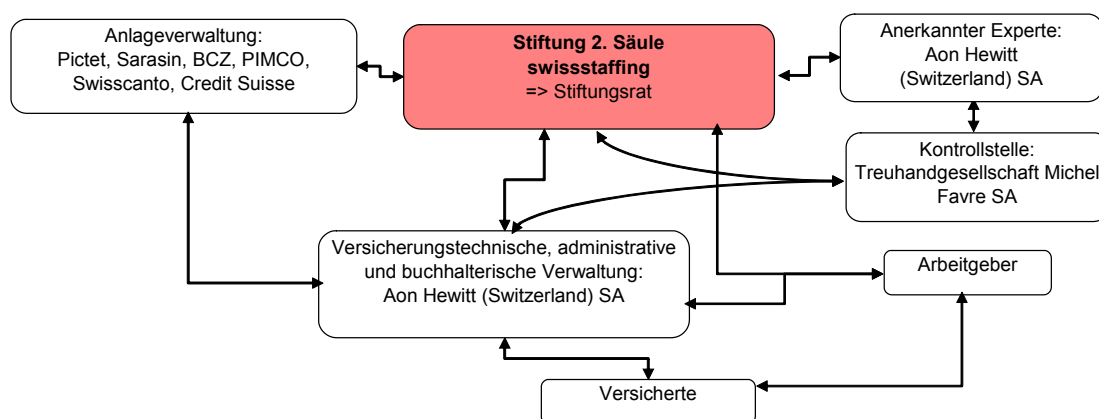 Anlageverwaltung:
Pictet, Sarasin, BCZ, PIMCO,
Swisscanto, Credit Suisse
Stiftung 2. Säule
swissstaffing
=> Stiftungsrat
Anerkannter Experte:
Aon Hewitt
(Switzerland) SA
Kontrollstelle:
Treuhandgesellschaft Michel
Favre SA
Versicherungstechnische, administrative
und buchhalterische Verwaltung:
Aon Hewitt (Switzerland) SA
Arbeitgeber
Versicherte